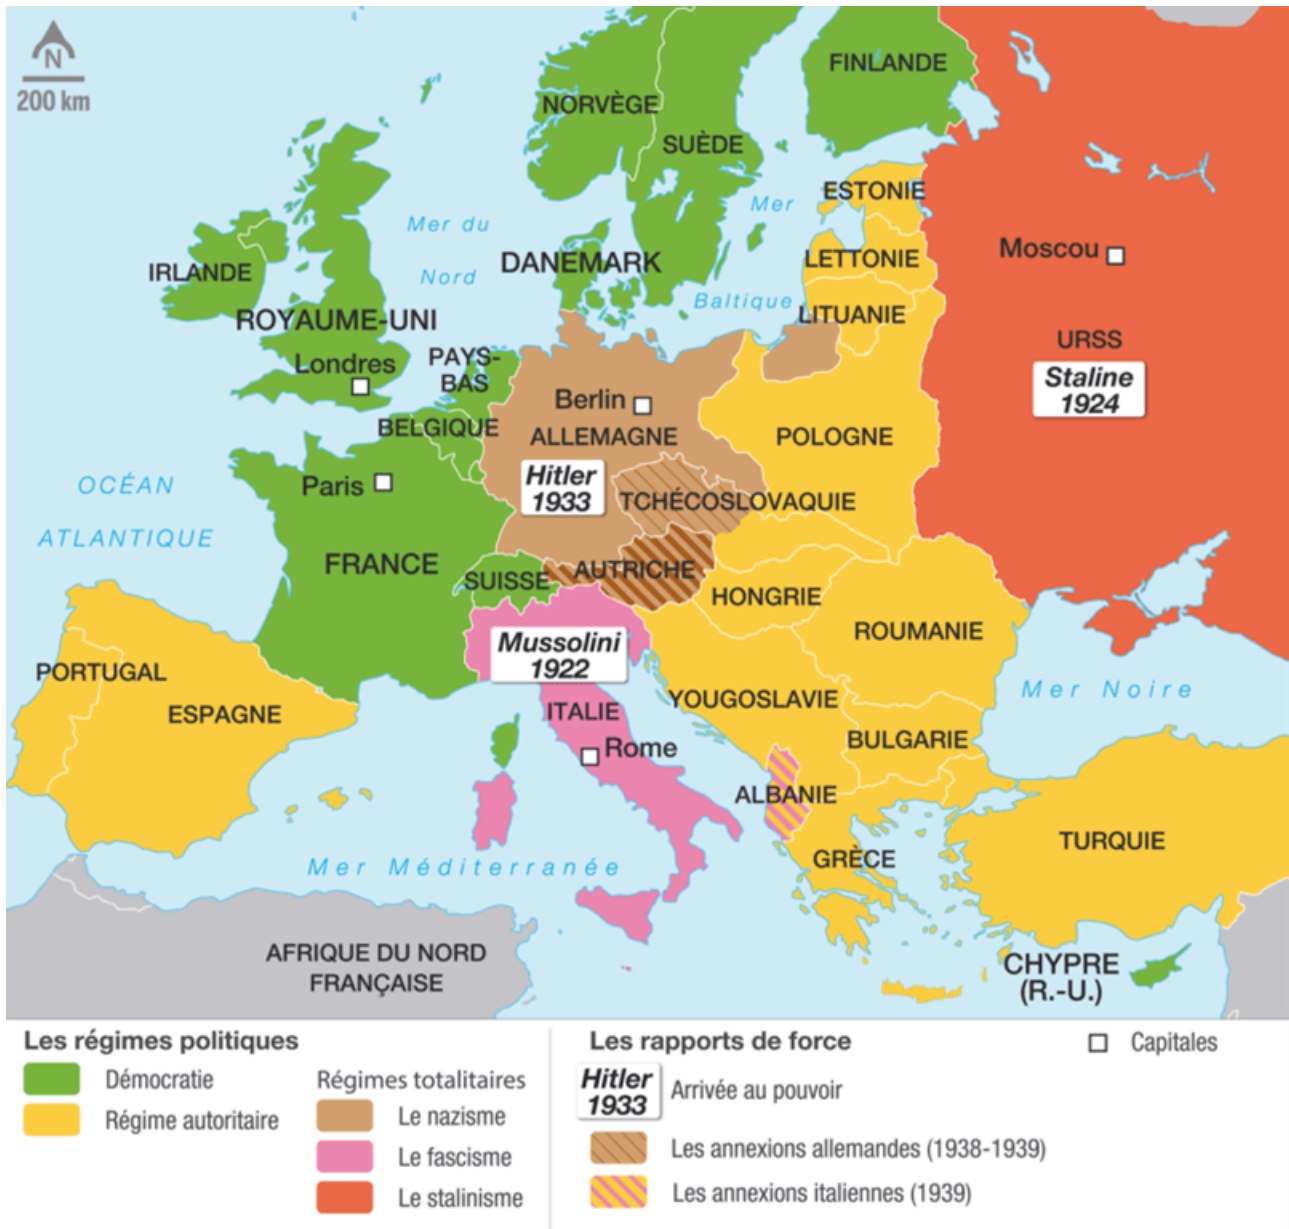 N
200 km
FINLANDE
NORVÈGE
SUÈDE
ESTONIE
Mer du
Nord
Mer
Baltique
DANEMARK
LETTONIE
LITUANIE
Moscou
URSS
Staline
1924
IRLANDE
ROYAUME-UNI
Londres
PAYS-
BAS
BELGIQUE
Berlin
ALLEMAGNE
Hitler
1933
POLOGNE
OCÉAN
ATLANTIQUE
Paris
FRANCE
TCHÉCOSLOVAQUIE
SUISSE
AUTRICHE
HONGRIE
ROUMANIE
Mussolini
1922
PORTUGAL
ESPAGNE
ITALIE
Rome
YOUGOSLAVIE
BULGARIE
Mer Noire
ALBANIE
GRÈCE
TURQUIE
Mer Méditerranée
AFRIQUE DU NORD
FRANÇAISE
CHYPRE
(R.-U.)
Les régimes politiques
Démocratie
Régime autoritaire
Régimes totalitaires
Le nazisme
Le fascisme
Le stalinisme
Les rapports de force
Hitler
1933
Arrivée au pouvoir
Les annexions allemandes (1938-1939)
Les annexions italiennes (1939)
Capitales